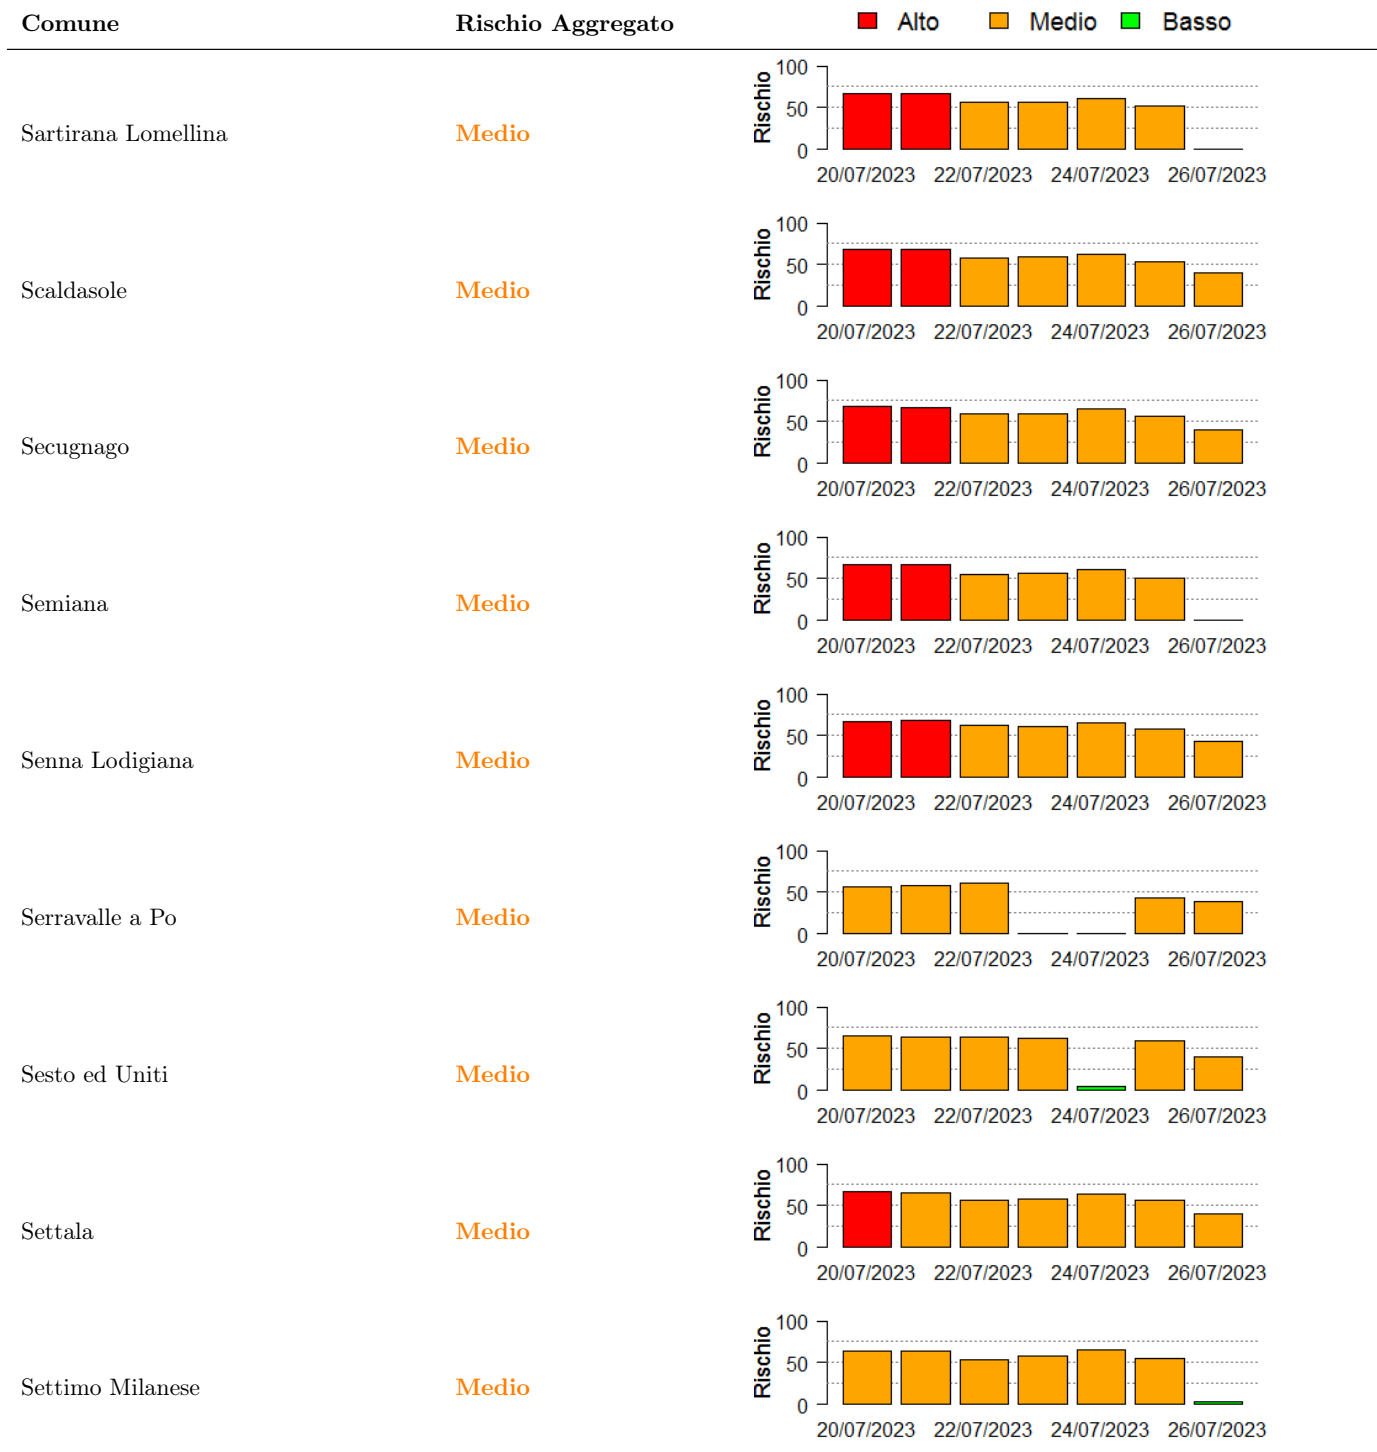 Comune Rischio Aggregato Alto Medio Basso
Sartirana Lomellina Medio
Rischio
100
50
0
20/07/2023 22/07/2023 24/07/2023 26/07/2023
Scaldasole Medio
Rischio
100
50
0
20/07/2023 22/07/2023 24/07/2023 26/07/2023
Secugnago Medio
Rischio
100
50
0
20/07/2023 22/07/2023 24/07/2023 26/07/2023
Semiana Medio
Rischio
100
50
0
20/07/2023 22/07/2023 24/07/2023 26/07/2023
Senna Lodigiana Medio
Rischio
100
50
0
20/07/2023 22/07/2023 24/07/2023 26/07/2023
Serravalle a Po Medio
Rischio
100
50
0
20/07/2023 22/07/2023 24/07/2023 26/07/2023
Sesto ed Uniti Medio
Rischio
100
50
0
20/07/2023 22/07/2023 24/07/2023 26/07/2023
Settala Medio
Rischio
100
50
0
20/07/2023 22/07/2023 24/07/2023 26/07/2023
Settimo Milanese Medio
Rischio
100
50
0
20/07/2023 22/07/2023 24/07/2023 26/07/2023